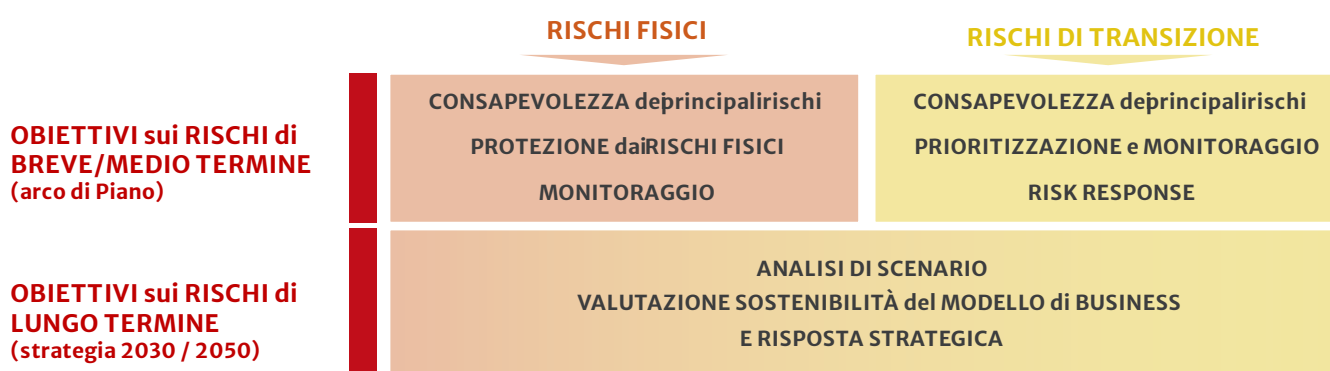 RISCHI FISICI
RISCHI DI TRANSIZIONE
OBIETTIVI sui RISCHI di
BREVE/MEDIO TERMINE
(arco di Piano)
CONSAPEVOLEZZA deiprincipalirischi
PROTEZIONE daiRISCHI FISICI
MONITORAGGIO
CONSAPEVOLEZZA deiprincipalirischi
PRIORITIZZAZIONE e MONITORAGGIO
RISK RESPONSE
OBIETTIVI sui RISCHI di
LUNGO TERMINE
(strategia 2030 / 2050)
ANALISI DI SCENARIO
VALUTAZIONE SOSTENIBILITÀ del MODELLO di BUSINESS
E RISPOSTA STRATEGICA